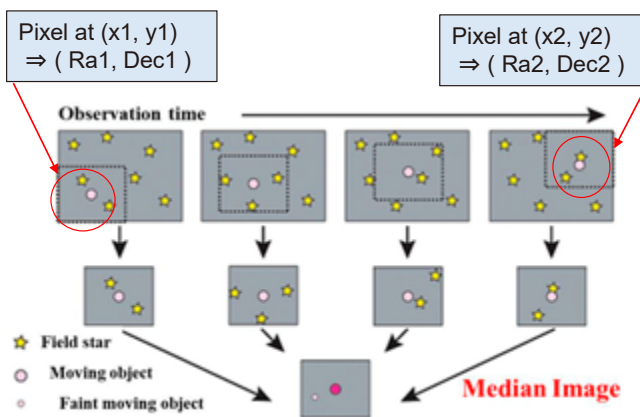 Pixel at (x1, y1)
⇒ ( Ra1, Dec1 )
Pixel at (x2, y2)
⇒ ( Ra2, Dec2 )
Observation time
Field star
Moving object
Faint moving object
Median Image